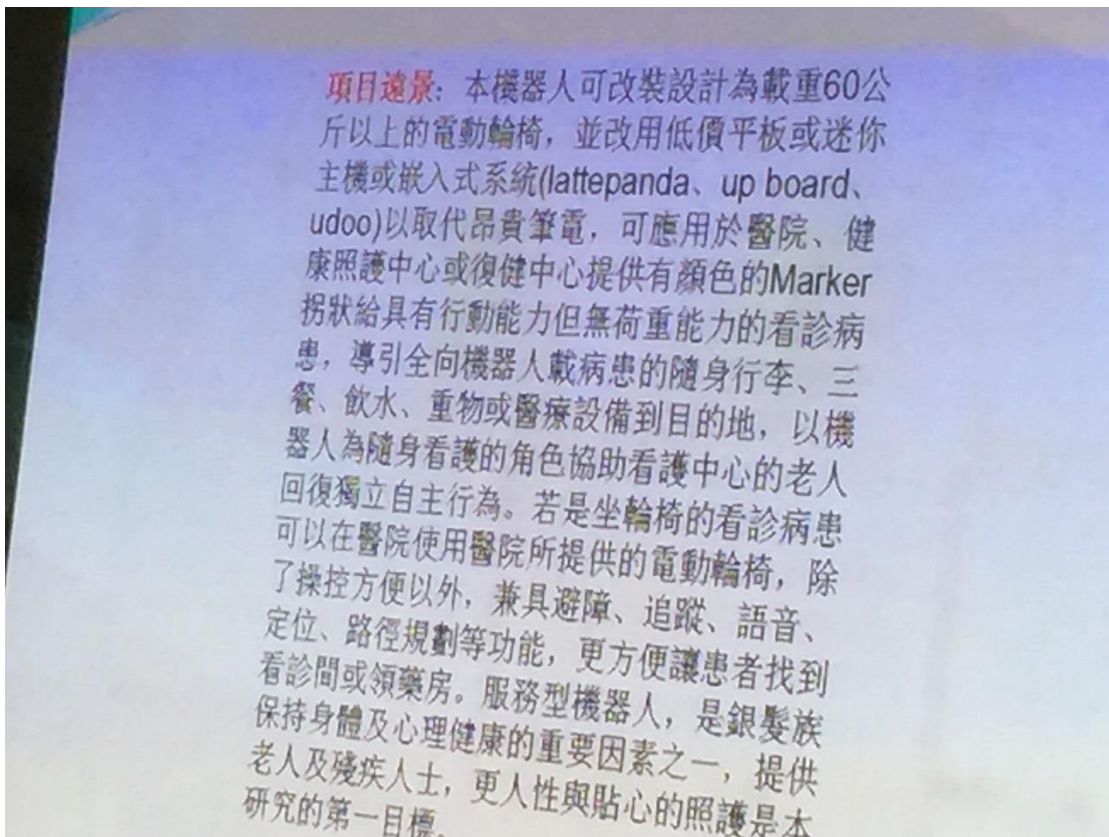 項目遠景: 本機器人可改裝設計為載重60公
斤以上的電動輪椅，並改用低價平板或迷你
主機或嵌入式系統(lattepanda、up board、
udoo)以取代昂貴筆電，可應用於醫院、健
康照護中心或復健中心提供有顏色的Marker
拐狀給具有行動能力但無荷重能力的看診病
患，導引全向機器人載病患的隨身行李、三
餐、飲水、重物或醫療設備到目的地，以機
器人為隨身看護的角色協助看護中心的老人
回復獨立自主行為。若是坐輪椅的看診病患
可以在醫院使用醫院所提供的電動輪椅，除
了操控方便以外，兼具避障、追蹤、語音、
定位、路徑規劃等功能，更方便讓患者找到
看診間或領藥房。服務型機器人，是銀髮族
保持身體及心理健康的重要因素之一，提供
老人及殘疾人士，更人性與貼心的照護是本
研究的第一目標。